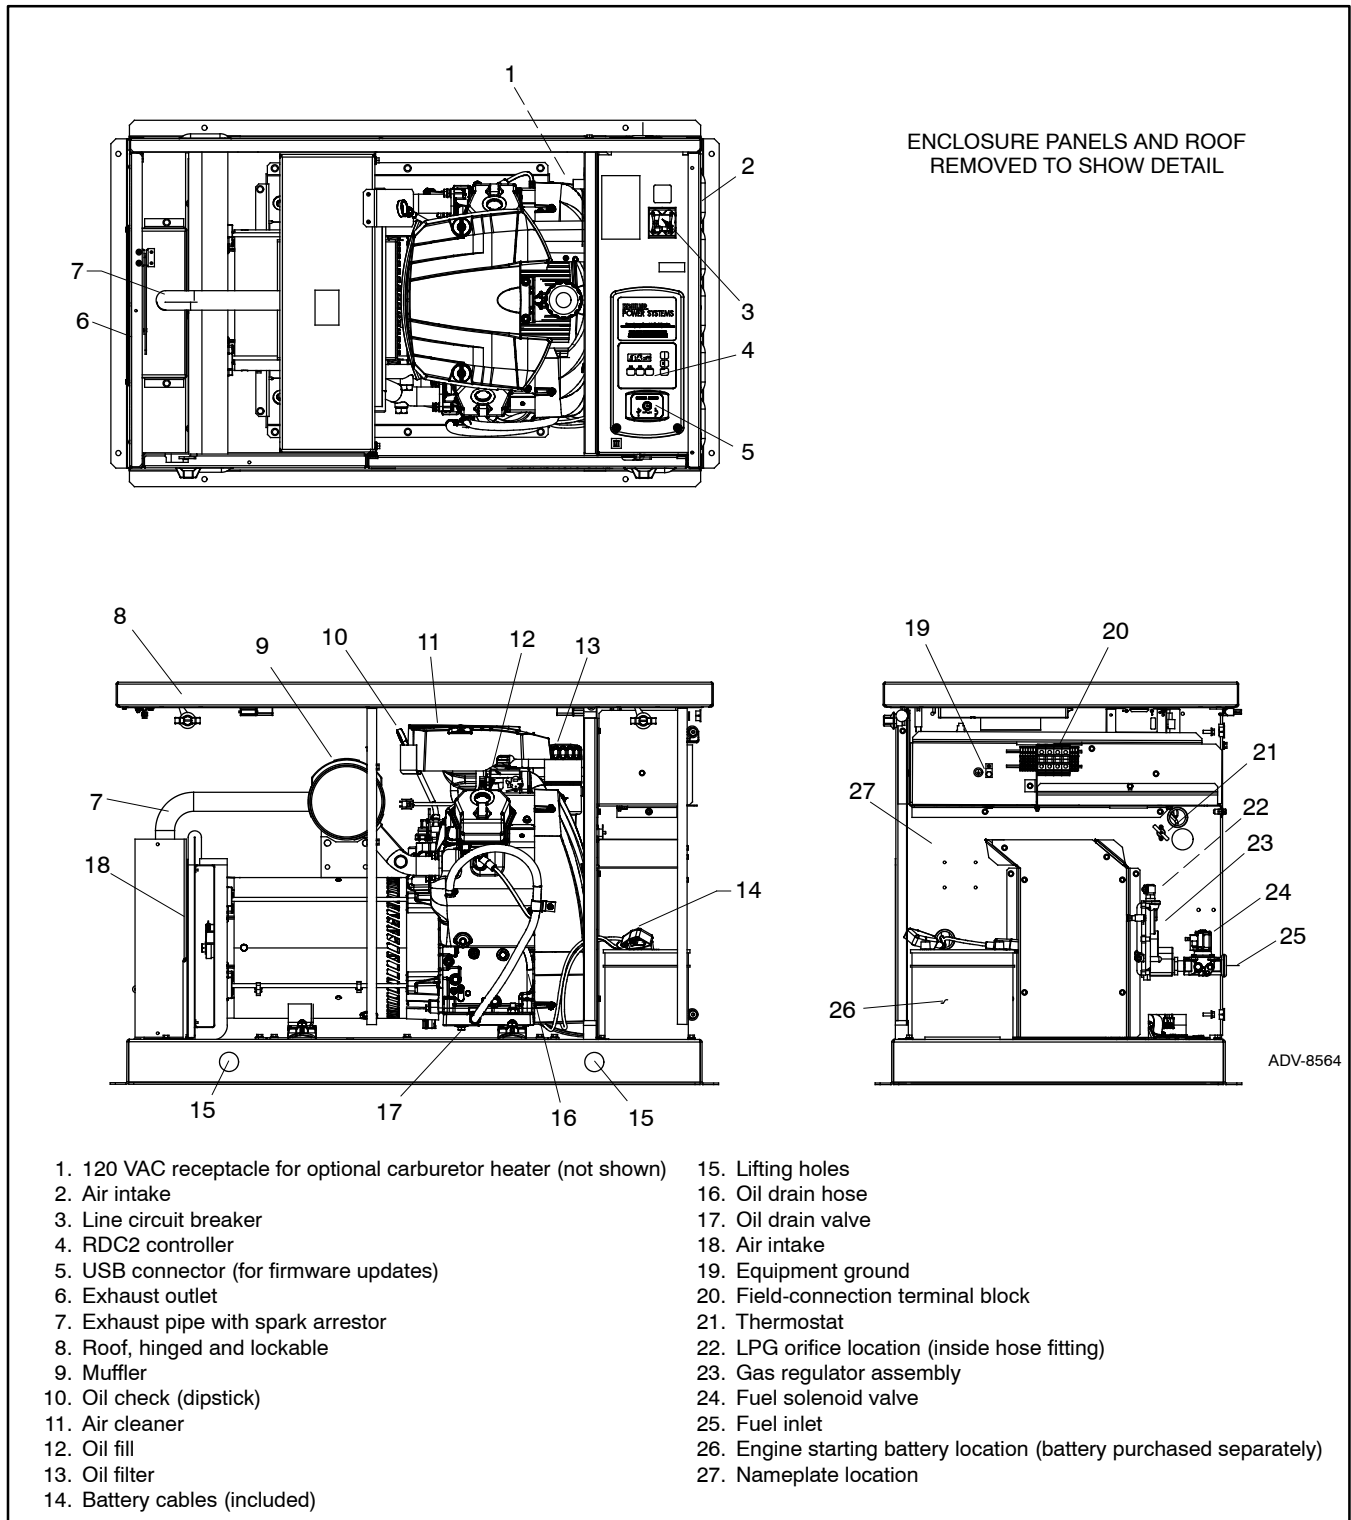 1
ENCLOSURE PANELS AND ROOF
REMOVED TO SHOW DETAIL
2
7
3
6
POWER SYSTEMS
4
5
8
9
10
11
12
13
19
20
21
7
27
22
23
18
14
24
25
26
ADV-8564
15
17
16
15
1. 120 VAC receptacle for optional carburetor heater (not shown)
2. Air intake
3. Line circuit breaker
4. RDC2 controller
5. USB connector (for firmware updates)
6. Exhaust outlet
7. Exhaust pipe with spark arrestor
8. Roof, hinged and lockable
9. Muffler
10. Oil check (dipstick)
11. Air cleaner
12. Oil fill
13. Oil filter
14. Battery cables (included)
15. Lifting holes
16. Oil drain hose
17. Oil drain valve
18. Air intake
19. Equipment ground
20. Field-connection terminal block
21. Thermostat
22. LPG orifice location (inside hose fitting)
23. Gas regulator assembly
24. Fuel solenoid valve
25. Fuel inlet
26. Engine starting battery location (battery purchased separately)
27. Nameplate location